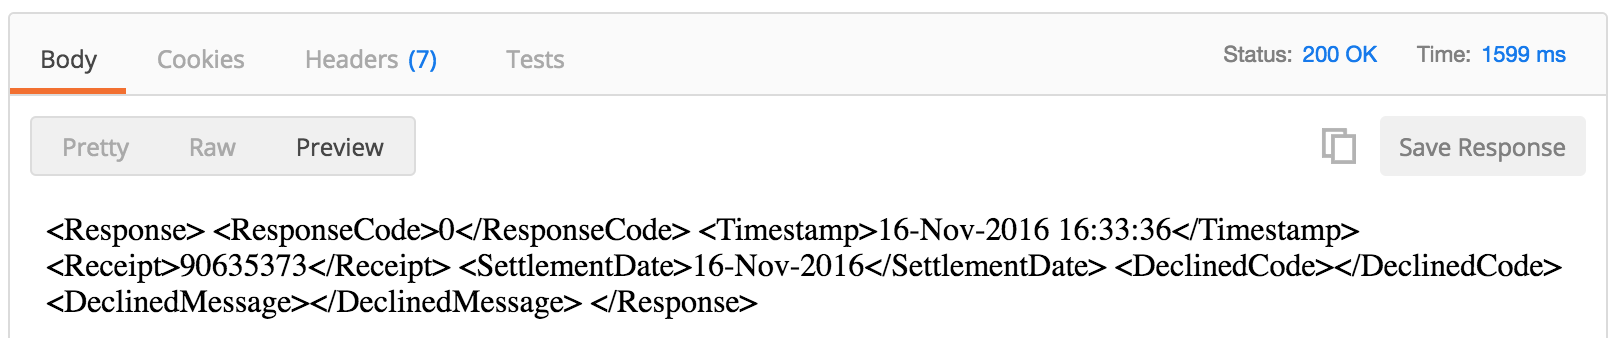 Body Cookies Headers (7) Tests Status: 200 OK Time: 1599 ms
Pretty Raw Preview Save Response
<Response> <ResponseCode>0</ResponseCode> <Timestamp>16-Nov-2016 16:33:36</Timestamp>
<Receipt>90635373</Receipt> <SettlementDate>16-Nov-2016</SettlementDate> <DeclinedCode></DeclinedCode>
<DeclinedMessage></DeclinedMessage> </Response>